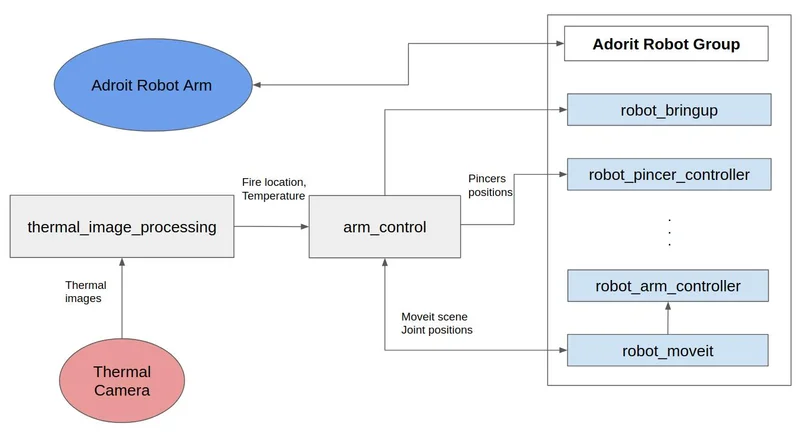 Adorit Robot Group
Adroit Robot Arm
robot_bringup
Fire location,
Temperature
Pincers
positions
robot_pincer_controller
thermal_image_processing
arm_control
.
.
.
Thermal
images
robot_arm_controller
Moveit scene
Joint positions
robot_moveit
Thermal
Camera